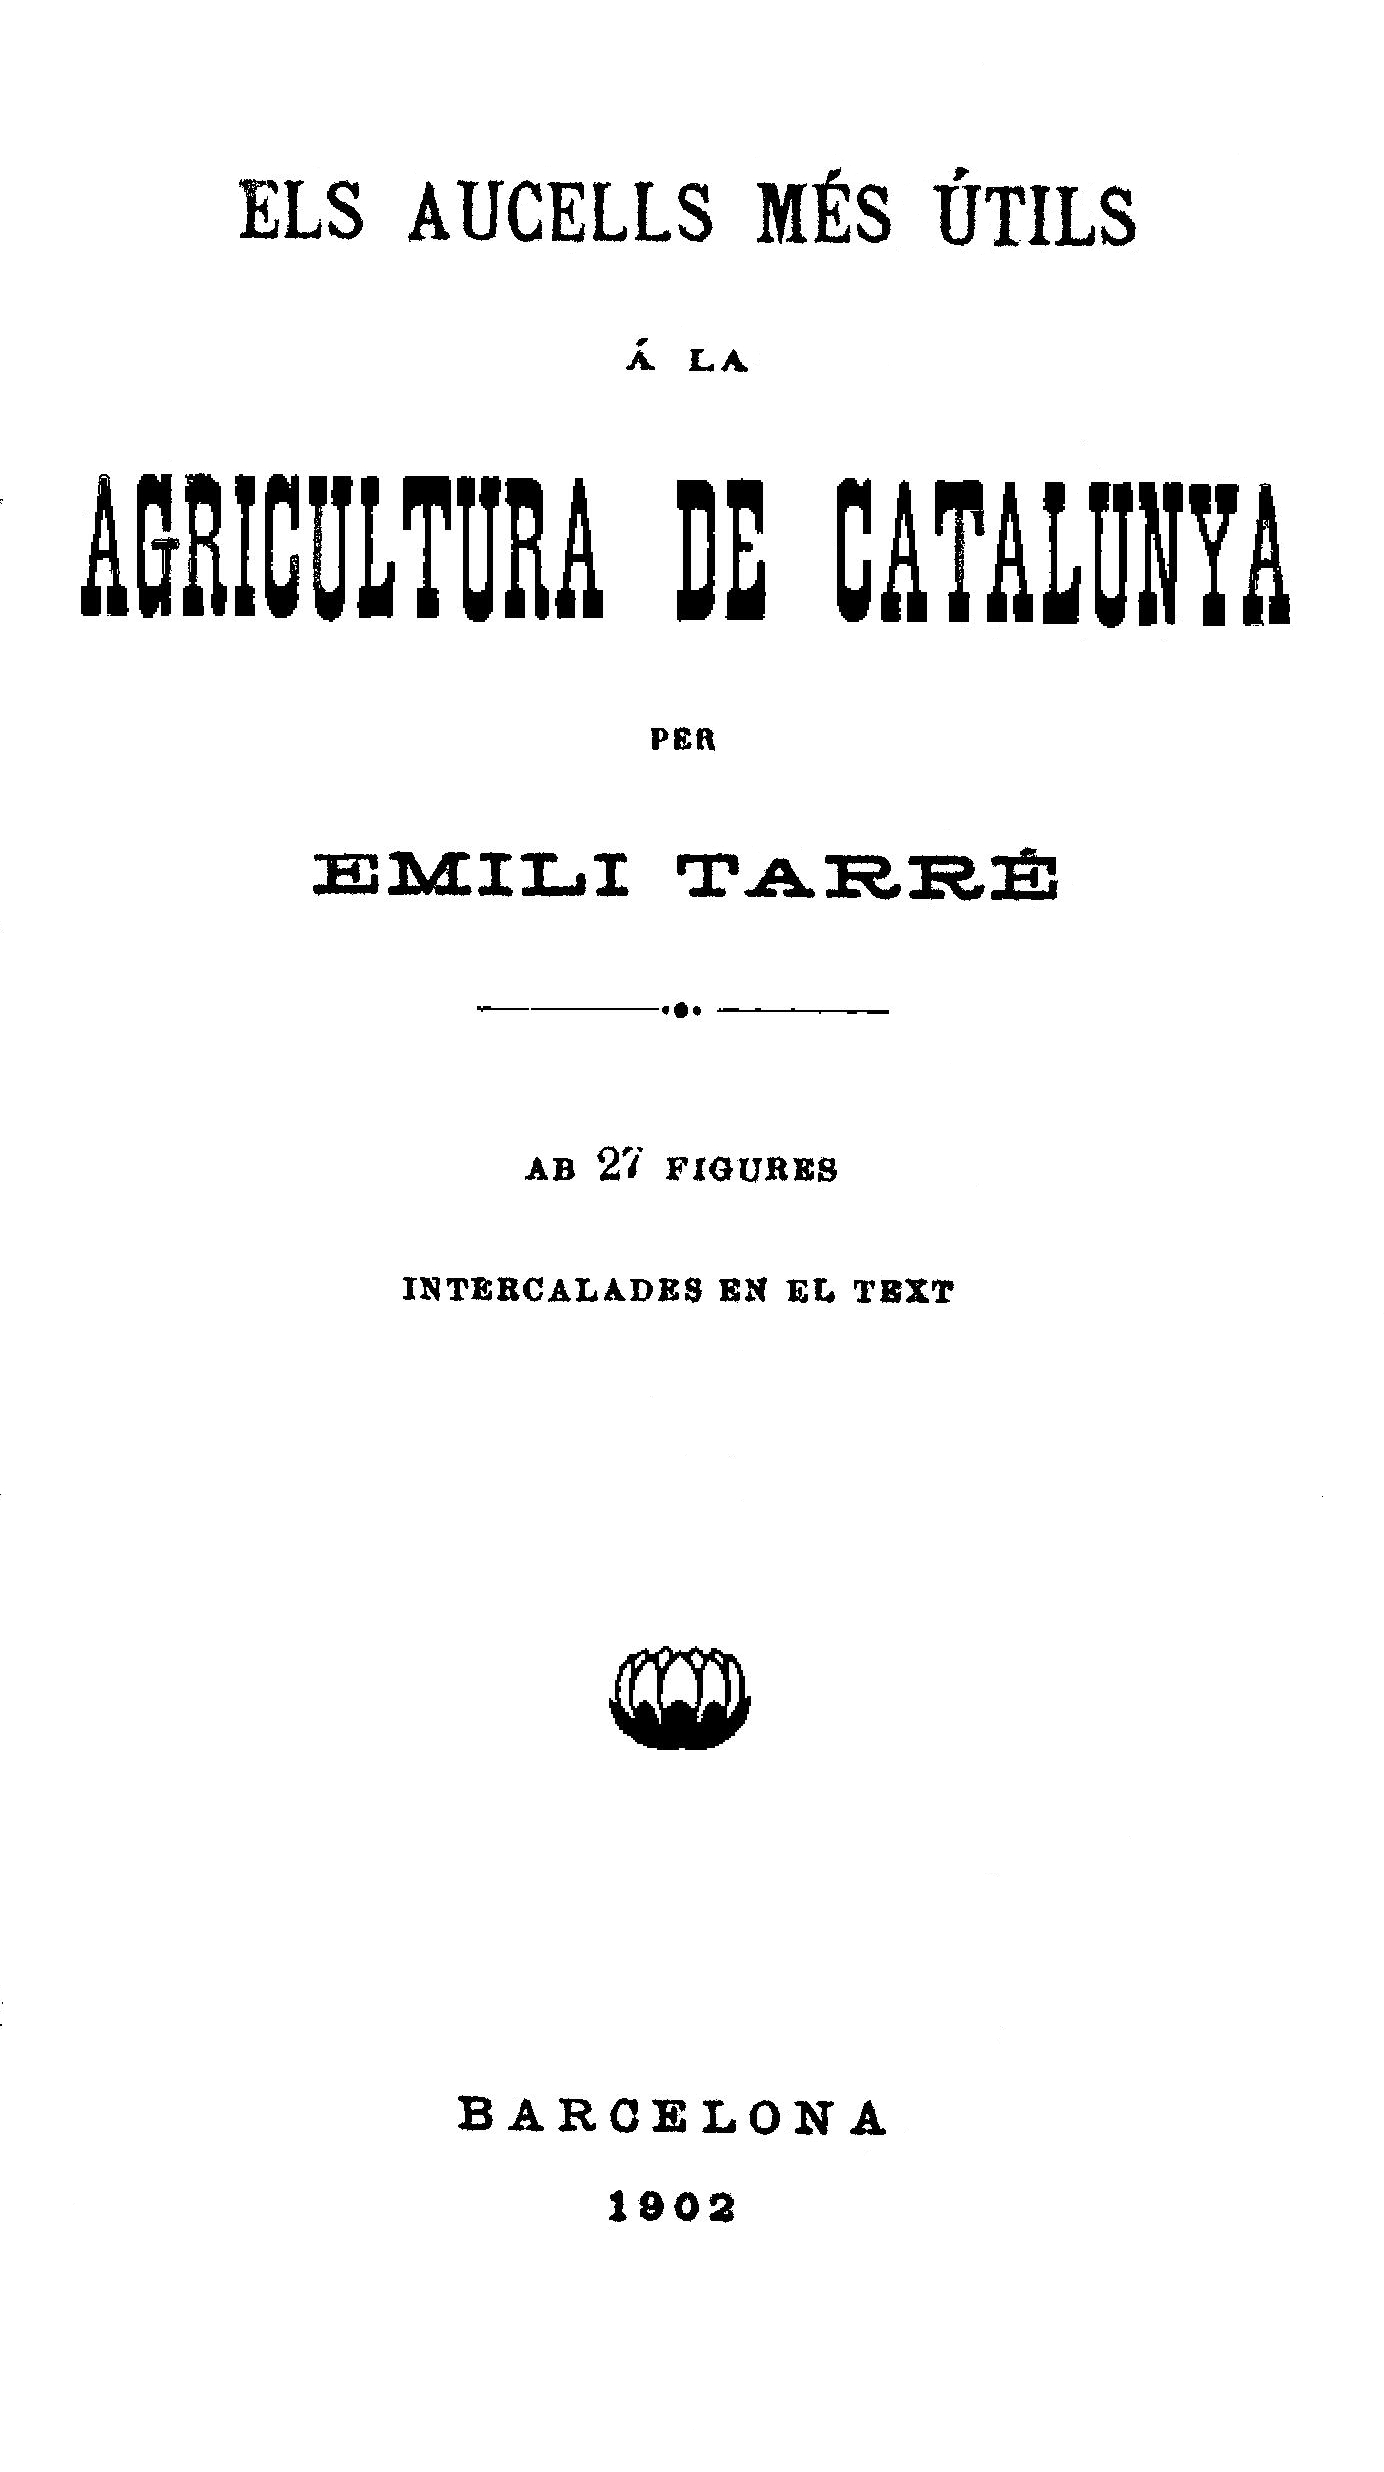 ELS AUCELLS MÉS ÚTILS
Á LA
AGRICULTURA DE CATALUNYA
PER
EMILI TARRÉ
AB 27 FIGURES
INTERCALADES EN EL TEXT
BARCELONA
1902